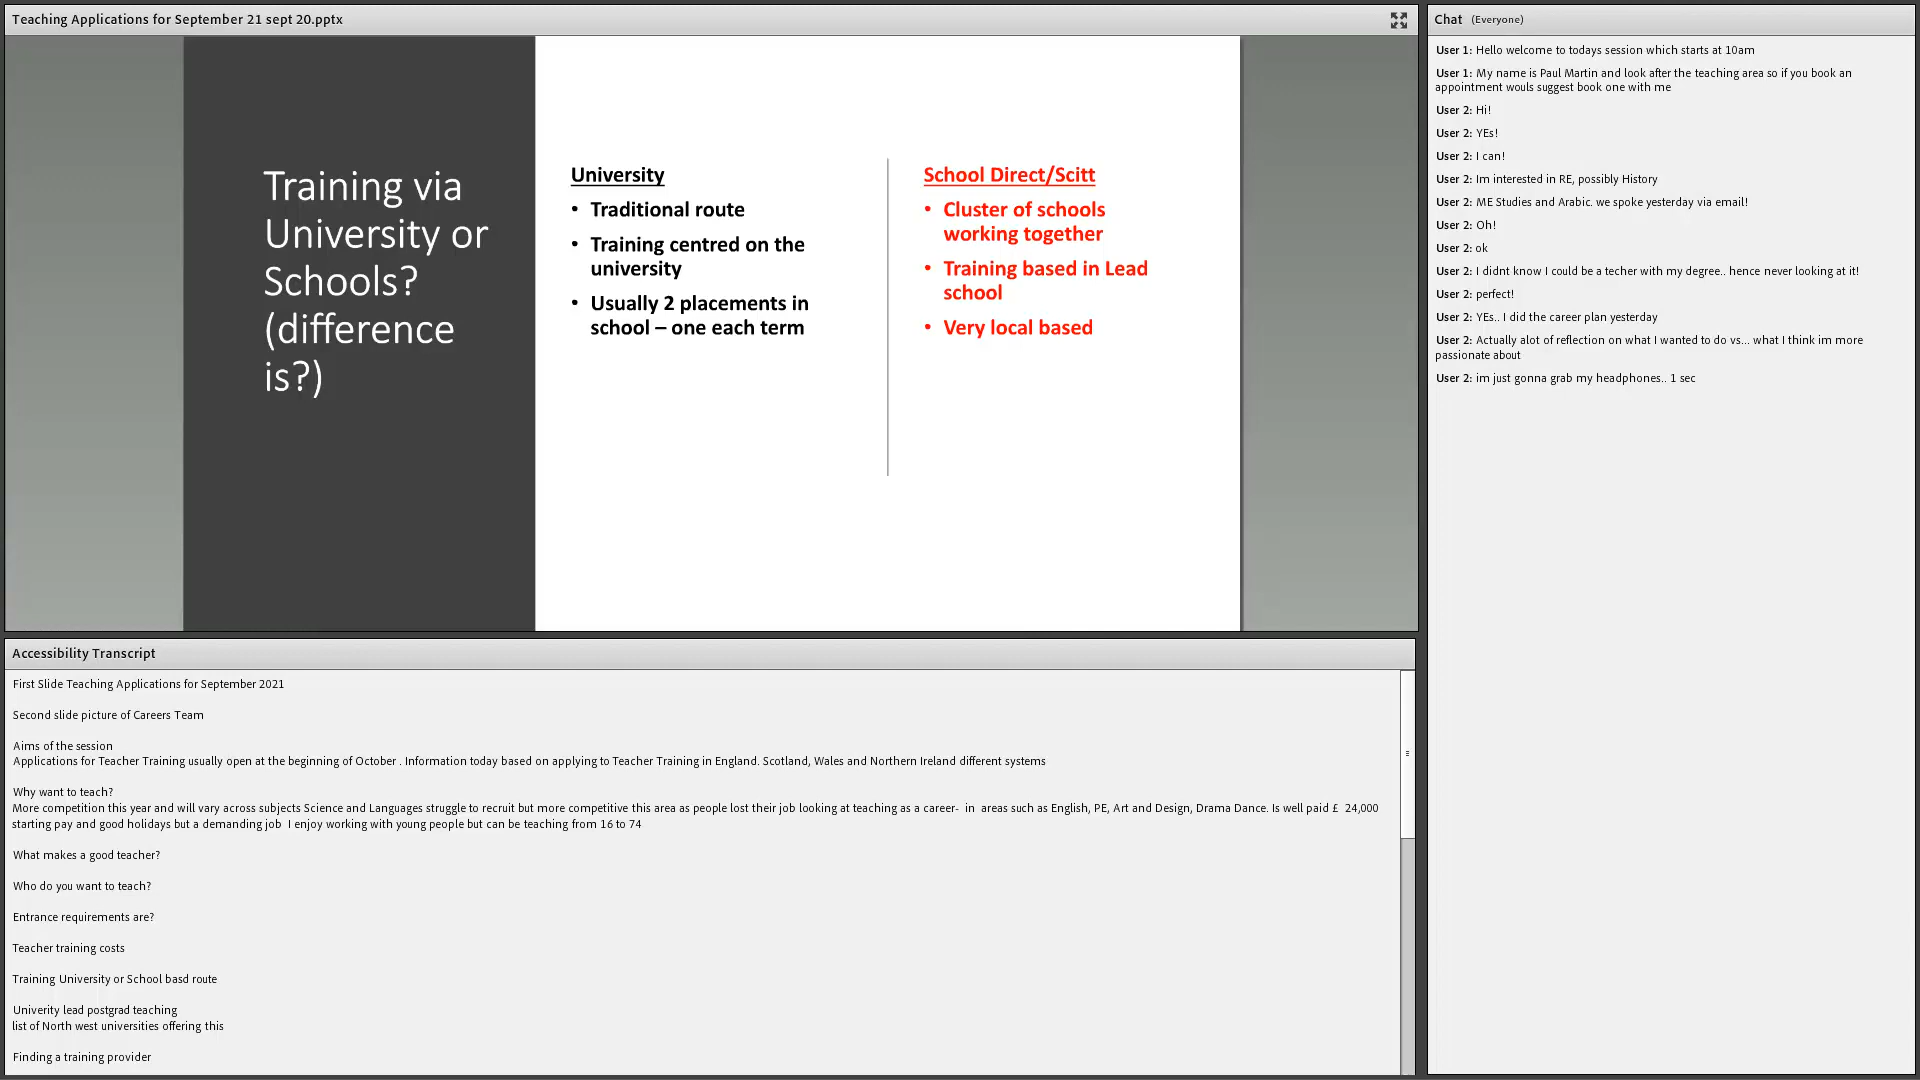 Teaching Applications for September 21 sept 20.pptx
Training via
University or
Schools?
(difference
is?)
University
• Traditional route
• Training centred on the
university
• Usually 2 placements in
school – one each term
School Direct/Scitt
• Cluster of schools
working together
• Training based in Lead
school
• Very local based
Accessibility Transcript
First Slide Teaching Applications for September 2021
Second slide picture of Careers Team
Aims of the session
Applications for Teacher Training usually open at the beginning of October . Information today based on applying to Teacher Training in England. Scotland, Wales and Northern Ireland different systems
Why want to teach?
More competition this year and will vary across subjects Science and Languages struggle to recruit but more competitive this area as people lost their job looking at teaching as a career- in areas such as English, PE, Art and Design, Drama Dance. Is well paid £ 24,000
starting pay and good holidays but a demanding job I enjoy working with young people but can be teaching from 16 to 74
What makes a good teacher?
Who do you want to teach?
Entrance requirements are?
Teacher training costs
Training University or School basd route
Univerity lead postgrad teaching
list of North west universities offering this
Finding a training provider
Chat (Everyone)
User 1: Hello welcome to todays session which starts at 10am
User 1: My name is Paul Martin and look after the teaching area so if you book an
appointment wouls suggest book one with me
User 2: Hi!
User 2: YEs!
User 2: I can!
User 2: Im interested in RE, possibly History
User 2: ME Studies and Arabic. we spoke yesterday via email!
User 2: Oh!
User 2: ok
User 2: I didnt know I could be a techer with my degree.. hence never looking at it!
User 2: perfect!
User 2: YEs.. I did the career plan yesterday
User 2: Actually alot of reflection on what I wanted to do vs... what I think im more
passionate about
User 2: im just gonna grab my headphones.. 1 sec